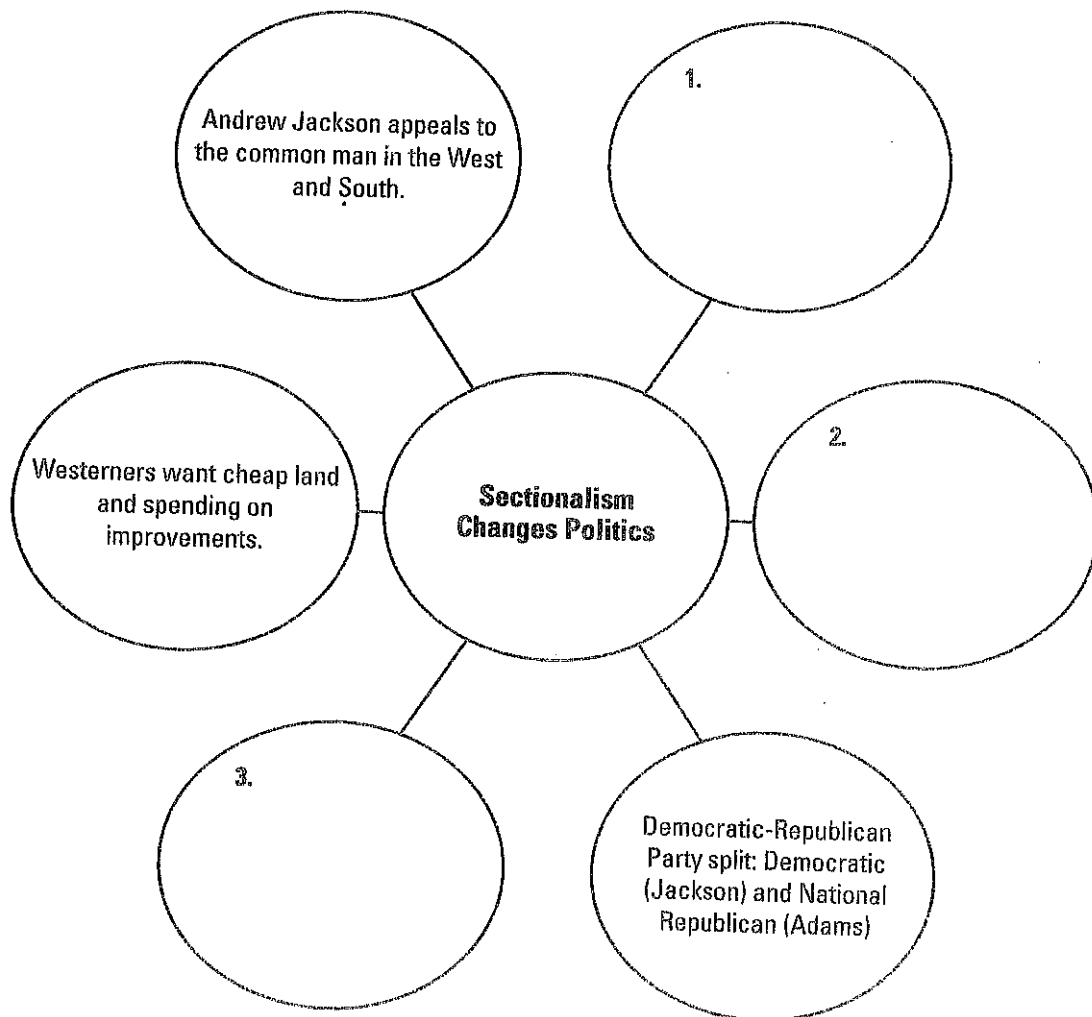 Andrew Jackson appeals to
the common man in the West
and South.
1.
Westerners want cheap land
and spending on
improvements.
Sectionalism
Changes Politics
2.
3.
Democratic-Republican
Party split: Democratic
(Jackson) and National
Republican (Adams)